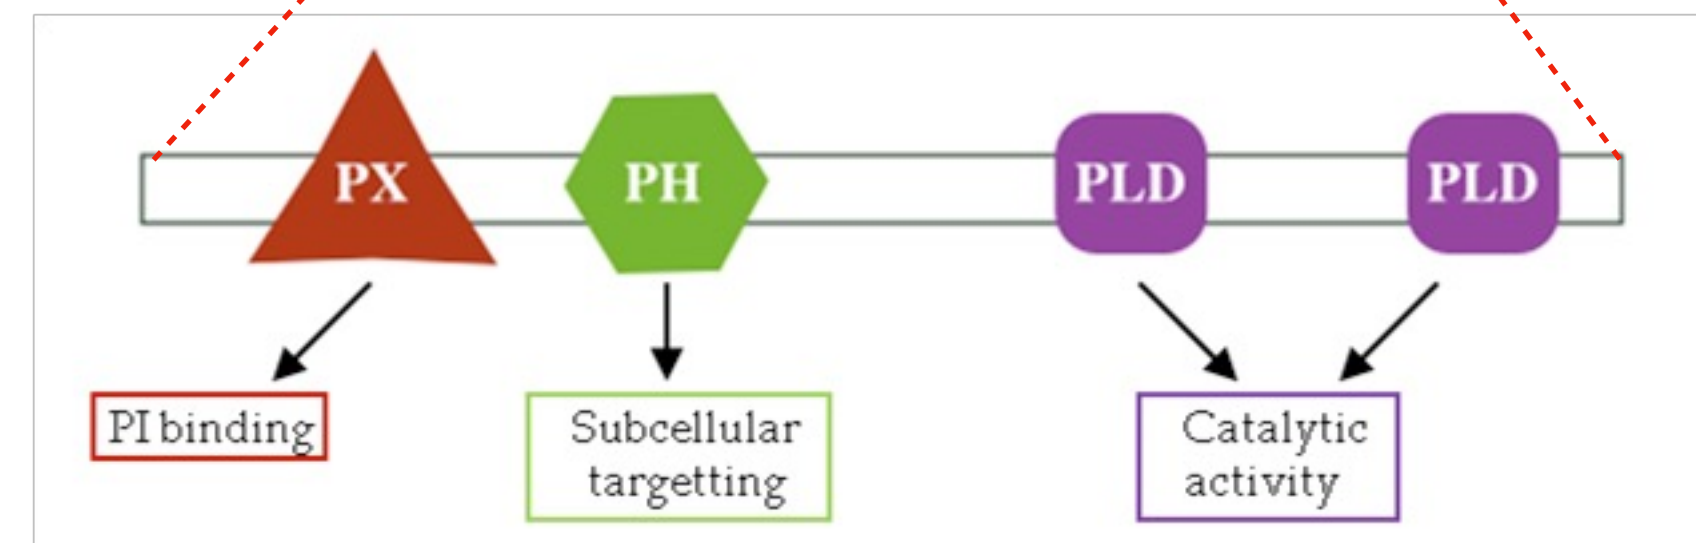 PX
PH
PLD
PLD
PI binding
Subcellular
targetting
Catalytic
activity